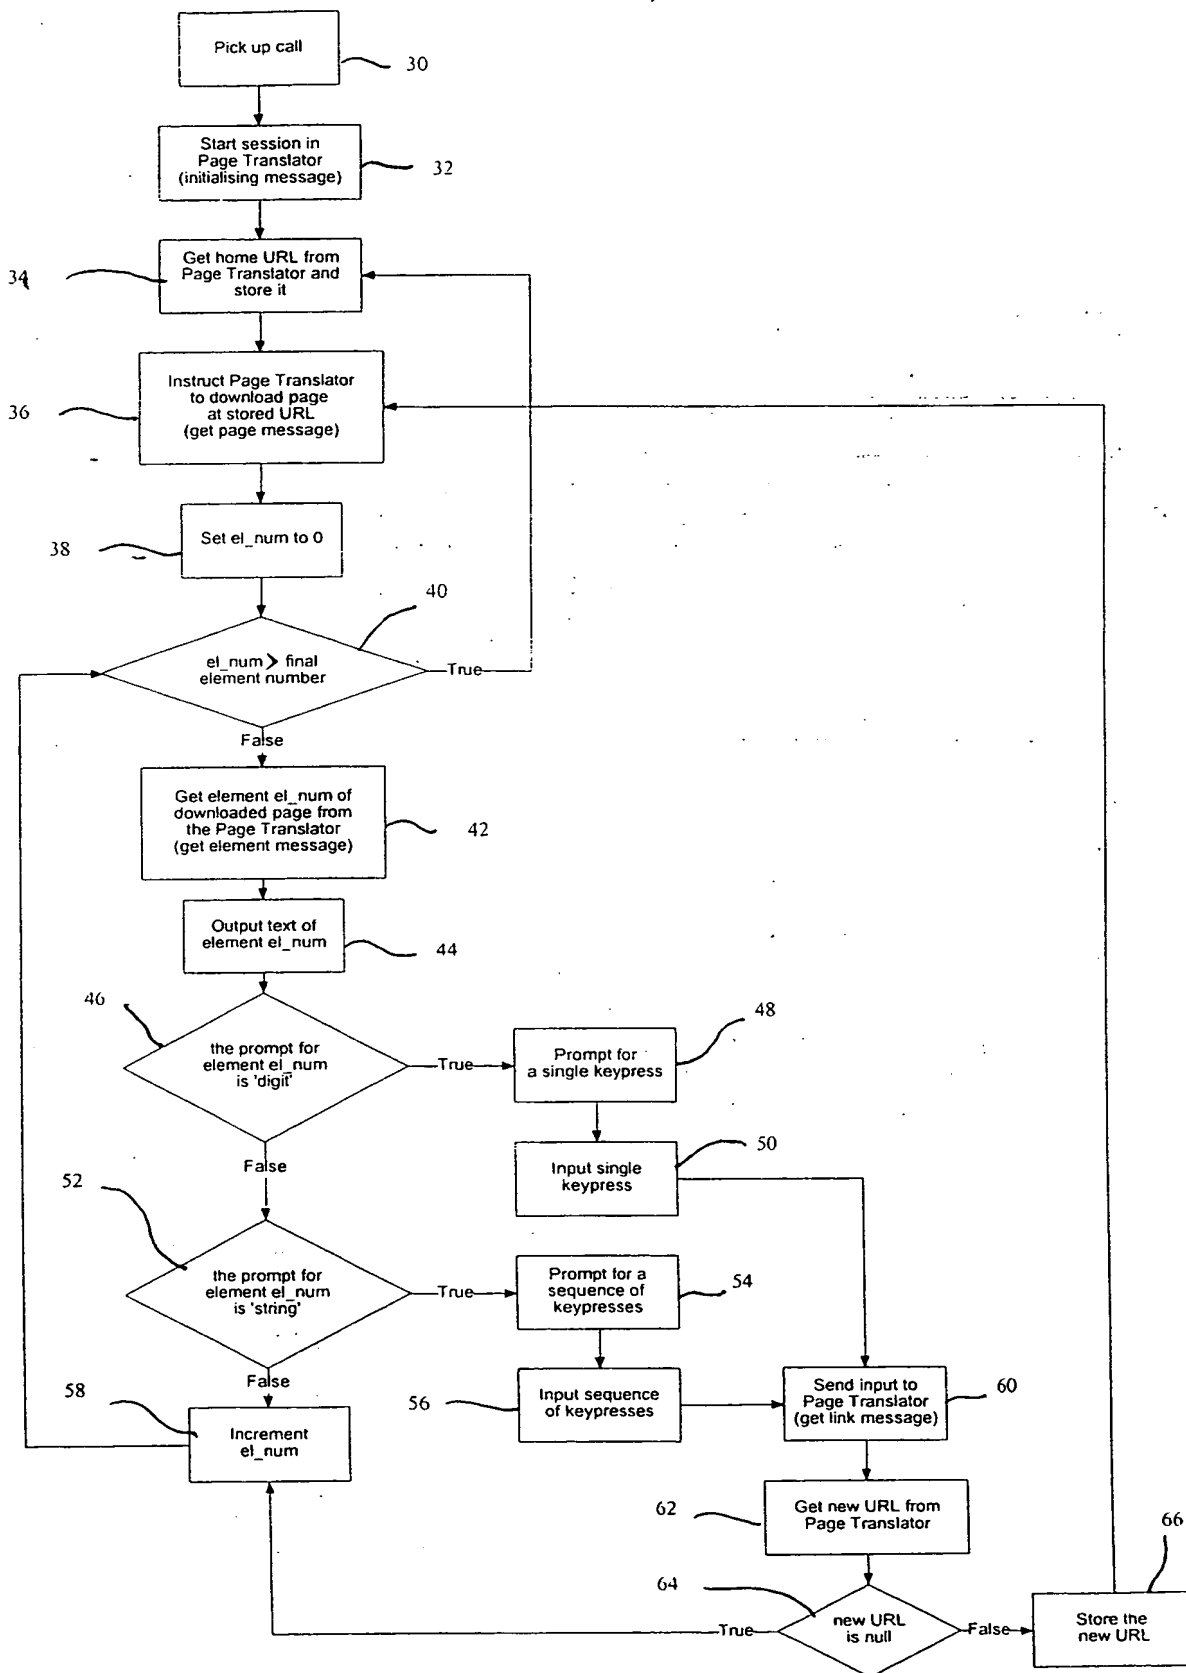 Pick up call
30
Start session in
Page Translator
(initialising message)
32
Get home URL from
Page Translator and
store it
34
Instruct Page Translator
to download page
at stored URL
(get page message)
36
Set el_num to 0
38
40
el_num > final
element number
True
False
Get element el_num of
downloaded page from
the Page Translator
(get element message)
42
Output text of
element el_num
44
46
the prompt for
element el_num
is 'digit'
True
48
Prompt for
a single keypress
False
50
Input single
keypress
52
the prompt for
element el_num
is 'string'
True
Prompt for a
sequence of
keypresses
54
False
56
Input sequence
of keypresses
Send input to
Page Translator
(get link message)
60
58
Increment
el_num
62
Get new URL from
Page Translator
64
new URL
is null
True
False
66
Store the
new URL